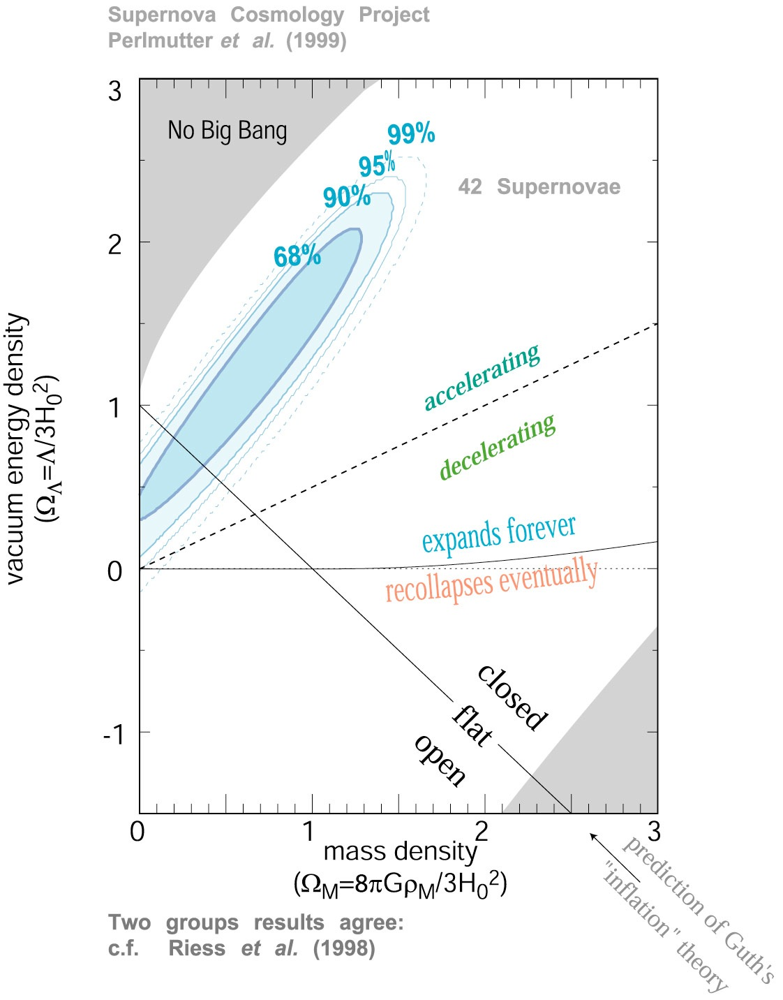 Supernova Cosmology Project
Perlmutter et al. (1999)
3
No Big Bang
99%
95%
42 Supernovae
90%
2
68%
vacuum energy density
(ΩΛ=Λ/3H0²)
accelerating
1
decelerating
expands forever
0
recollapses eventually
closed
flat
-1
open
0 1 2 3
mass density
(ΩM=8πGρM/3H0²)
prediction of Guth's
"inflation" theory
Two groups results agree:
c.f. Riess et al. (1998)